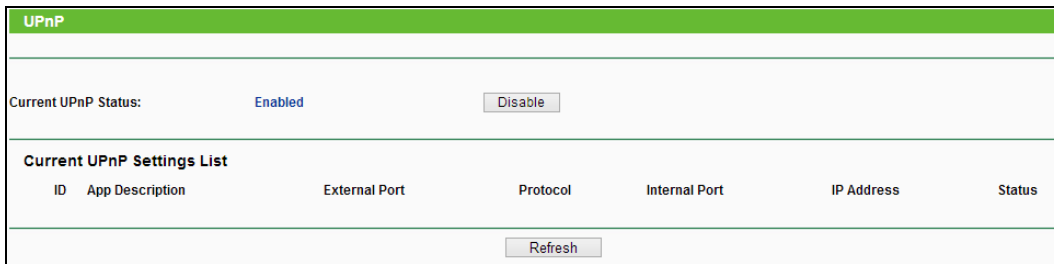 UPnP
Current UPnP Status: Enabled Disable
Current UPnP Settings List
ID App Description External Port Protocol Internal Port IP Address Status
Refresh